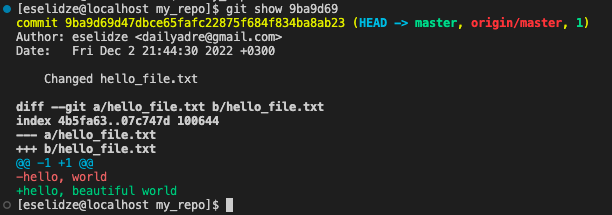 [eselidze@localhost my_repo]$ git show 9ba9d69
commit 9ba9d69d47dbce65fafc22875f684f834ba8ab23 (HEAD -> master, origin/master, 1)
Author: eselidze <dailyadre@gmail.com>
Date:   Fri Dec 2 21:44:30 2022 +0300

    Changed hello_file.txt

diff --git a/hello_file.txt b/hello_file.txt
index 4b5fa63..07c747d 100644
--- a/hello_file.txt
+++ b/hello_file.txt
@@ -1 +1 @@
-hello, world
+hello, beautiful world
[eselidze@localhost my_repo]$